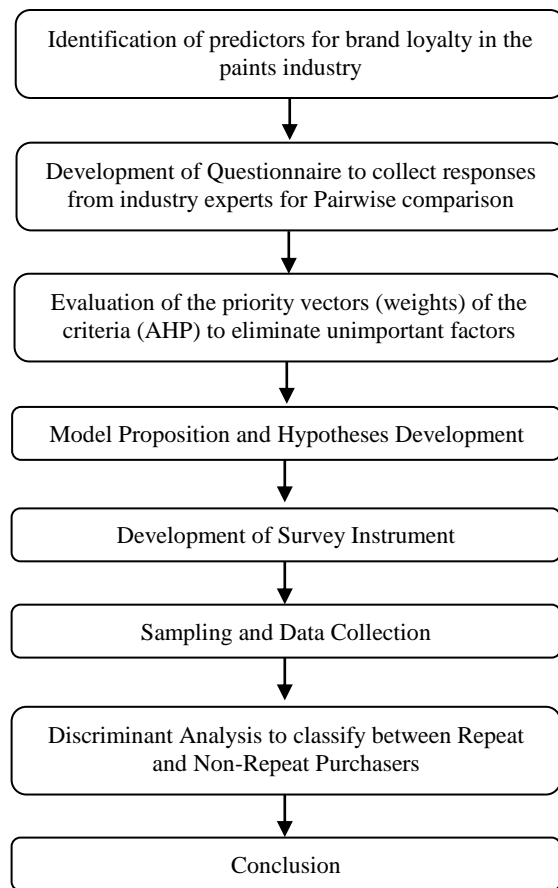 Identification of predictors for brand loyalty in the
paints industry
Development of Questionnaire to collect responses
from industry experts for Pairwise comparison
Evaluation of the priority vectors (weights) of the
criteria (AHP) to eliminate unimportant factors
Model Proposition and Hypotheses Development
Development of Survey Instrument
Sampling and Data Collection
Discriminant Analysis to classify between Repeat
and Non-Repeat Purchasers
Conclusion